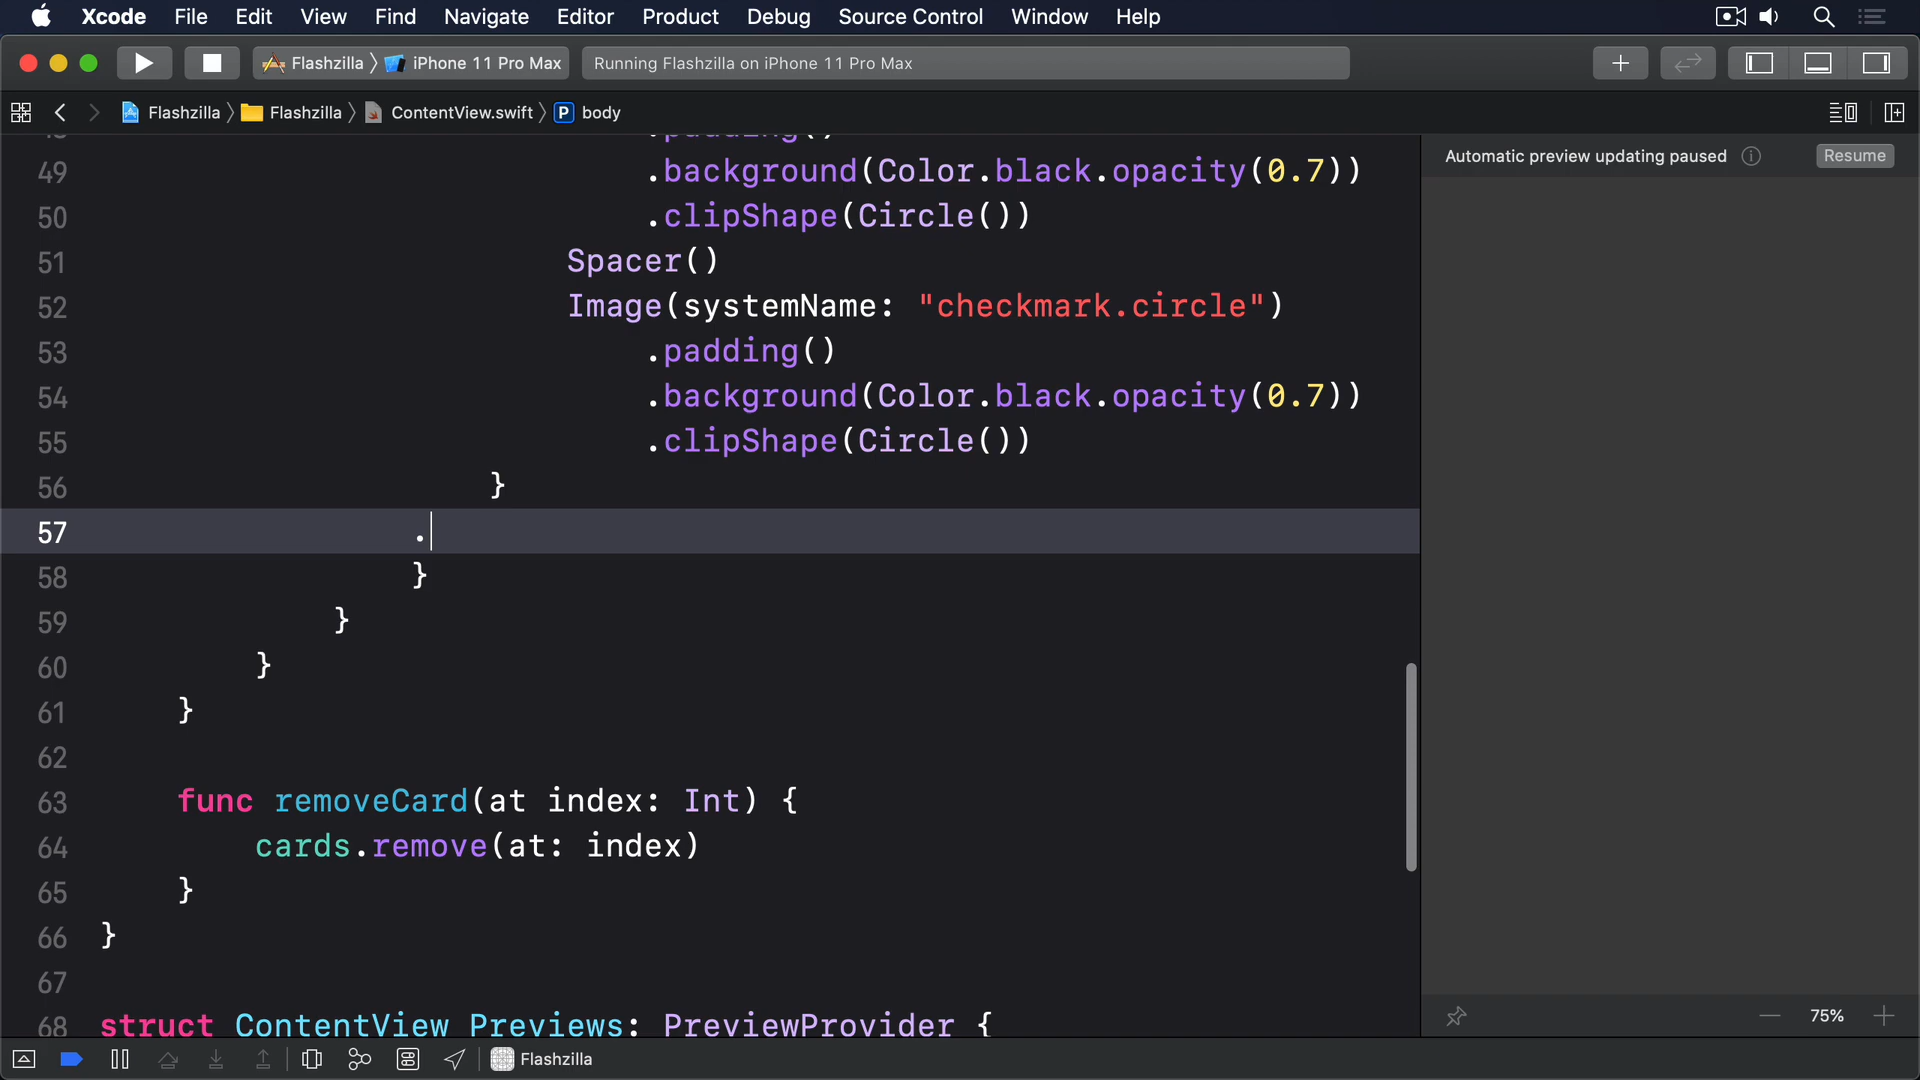 Xcode File Edit View Find Navigate Editor Product Debug Source Control Window Help
Flashzilla iPhone 11 Pro Max Running Flashzilla on iPhone 11 Pro Max
Flashzilla Flashzilla ContentView.swift P body
Automatic preview updating paused Resume
.padding()
49 .background(Color.black.opacity(0.7))
50 .clipShape(Circle())
51 Spacer()
52 Image(systemName: "checkmark.circle")
53 .padding()
54 .background(Color.black.opacity(0.7))
55 .clipShape(Circle())
56 }
57 .
58 }
59 }
60 }
61 }
62
63 func removeCard(at index: Int) {
64 cards.remove(at: index)
65 }
66 }
67
68 struct ContentView_Previews: PreviewProvider {
75%
Flashzilla